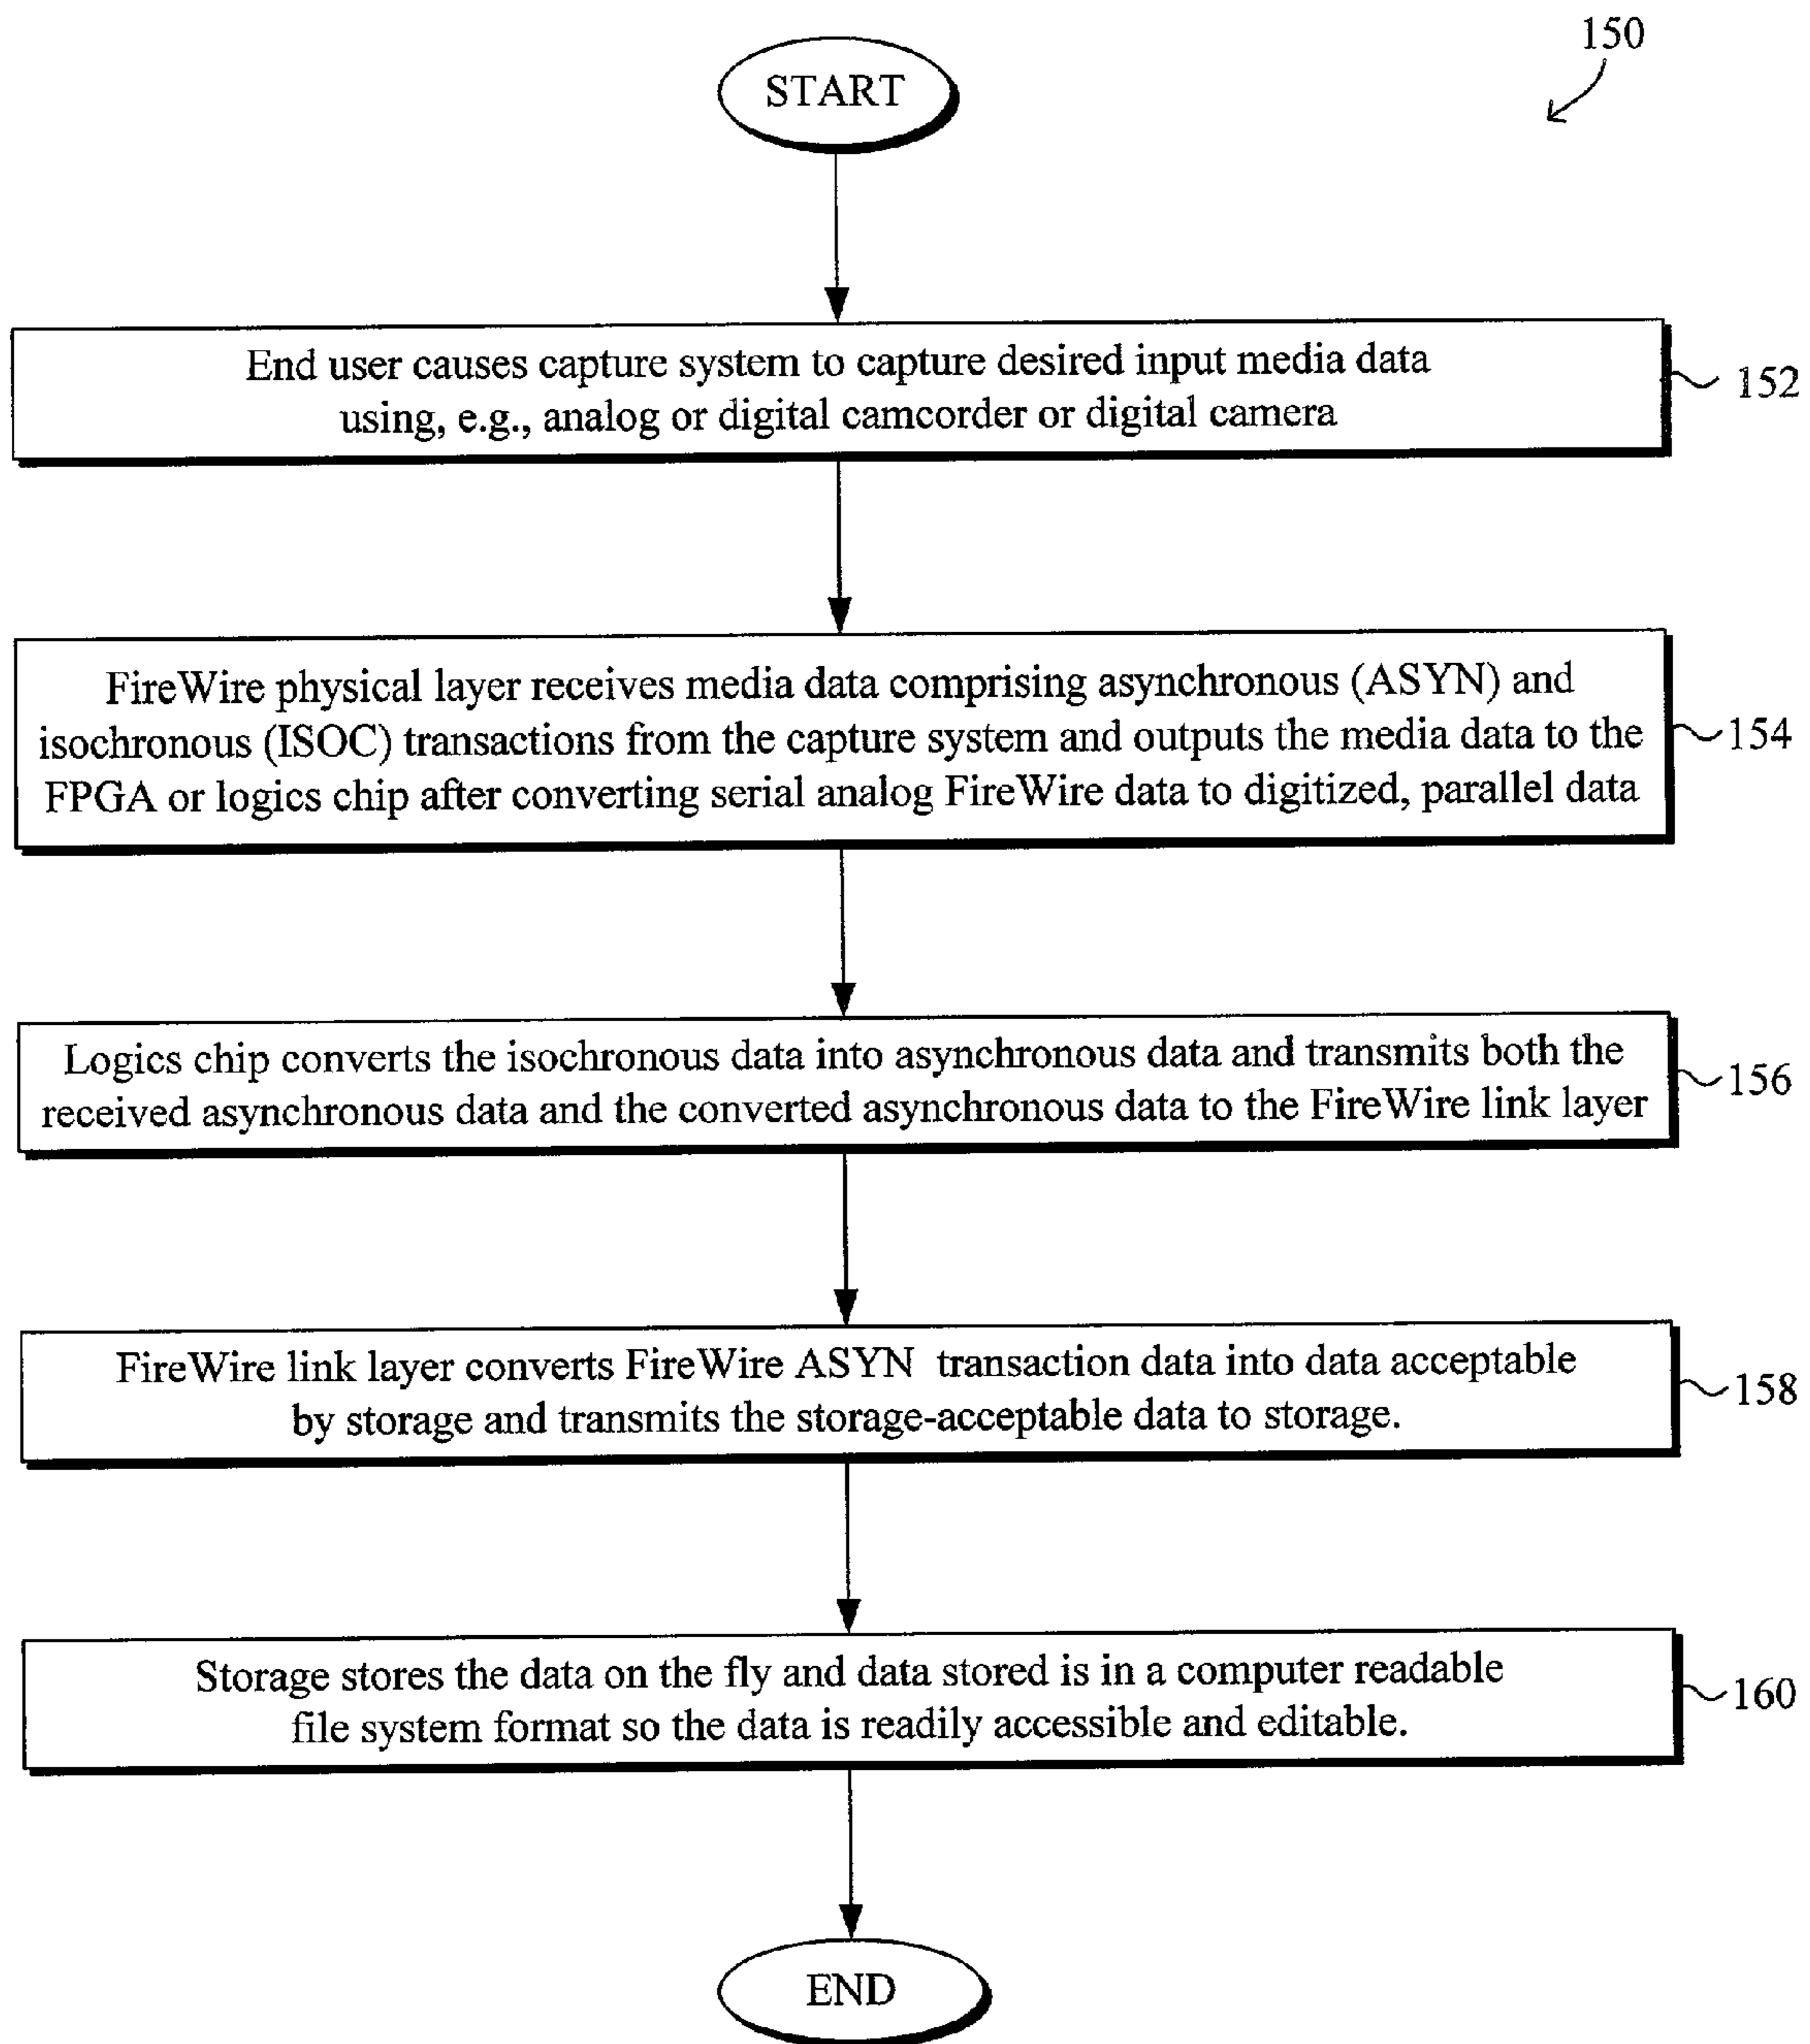 150
START
End user causes capture system to capture desired input media data
using, e.g., analog or digital camcorder or digital camera
152
FireWire physical layer receives media data comprising asynchronous (ASYN) and
isochronous (ISOC) transactions from the capture system and outputs the media data to the
FPGA or logics chip after converting serial analog FireWire data to digitized, parallel data
154
Logics chip converts the isochronous data into asynchronous data and transmits both the
received asynchronous data and the converted asynchronous data to the FireWire link layer
156
FireWire link layer converts FireWire ASYN transaction data into data acceptable
by storage and transmits the storage-acceptable data to storage.
158
Storage stores the data on the fly and data stored is in a computer readable
file system format so the data is readily accessible and editable.
160
END